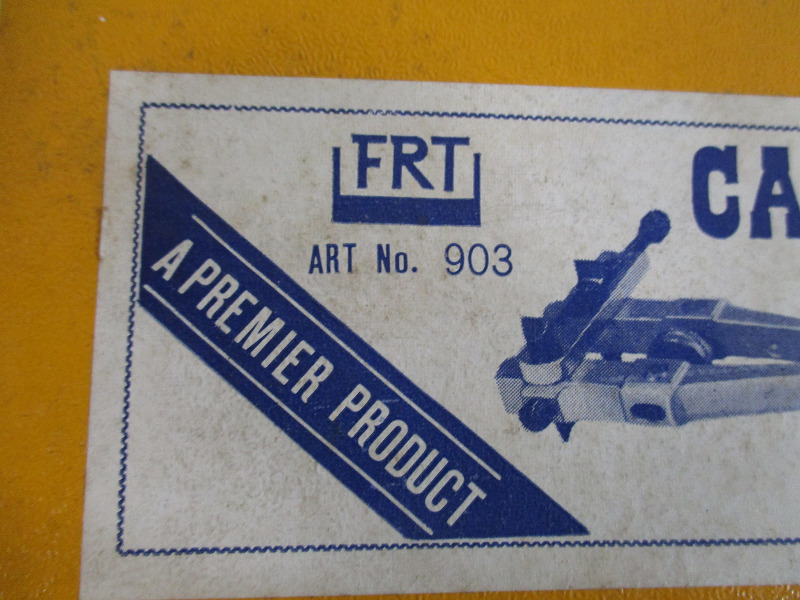 FRT
CA
ART No. 903
A PREMIER PRODUCT